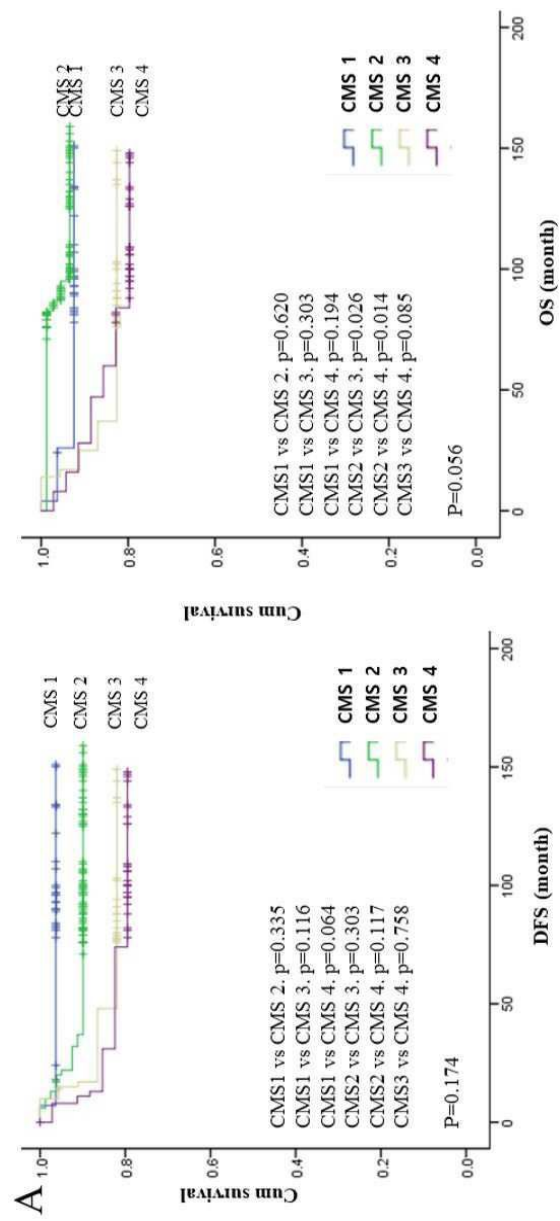 A
Cum survival
1.0
0.8
0.6
0.4
0.2
0.0
CMS 1
CMS 2
CMS 3
CMS 4
CMS1 vs CMS 2. p=0.335
CMS1 vs CMS 3. p=0.116
CMS1 vs CMS 4. p=0.064
CMS2 vs CMS 3. p=0.303
CMS2 vs CMS 4. p=0.117
CMS3 vs CMS 4. p=0.758
P=0.174
CMS 1
CMS 2
CMS 3
CMS 4
0
50
100
150
200
DFS (month)
Cum survival
1.0
0.8
0.6
0.4
0.2
0.0
CMS 2
CMS 1
CMS 3
CMS 4
CMS1 vs CMS 2. p=0.620
CMS1 vs CMS 3. p=0.303
CMS1 vs CMS 4. p=0.194
CMS2 vs CMS 3. p=0.026
CMS2 vs CMS 4. p=0.014
CMS3 vs CMS 4. p=0.085
P=0.056
CMS 1
CMS 2
CMS 3
CMS 4
0
50
100
150
200
OS (month)